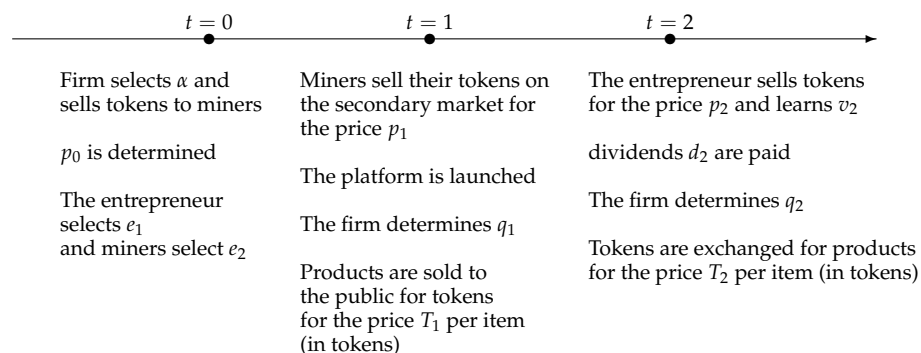 t = 0
t = 1
t = 2
Firm selects α and
sells tokens to miners
p₀ is determined
The entrepreneur
selects e₁
and miners select e₂
Miners sell their tokens on
the secondary market for
the price p₁
The platform is launched
The firm determines q₁
Products are sold to
the public for tokens
for the price T₁ per item
(in tokens)
The entrepreneur sells tokens
for the price p₂ and learns v₂
dividends d₂ are paid
The firm determines q₂
Tokens are exchanged for products
for the price T₂ per item (in tokens)